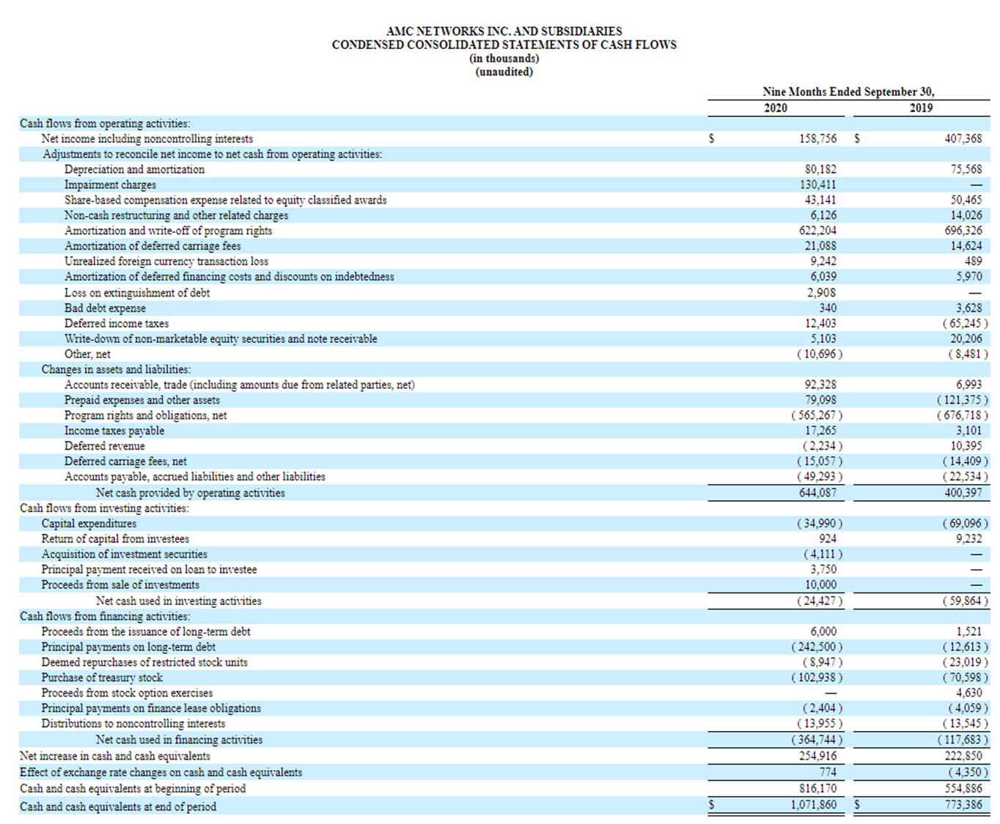 AMC NETWORKS INC. AND SUBSIDIARIES
CONDENSED CONSOLIDATED STATEMENTS OF CASH FLOWS
(in thousands)
(unaudited)
Nine Months Ended September 30,
2020 2019
Cash flows from operating activities:
Net income including noncontrolling interests $ 158,756 $ 407,368
Adjustments to reconcile net income to net cash from operating activities:
Depreciation and amortization 80,182 75,568
Impairment charges 130,411 —
Share-based compensation expense related to equity classified awards 43,141 50,465
Non-cash restructuring and other related charges 6,126 14,026
Amortization and write-off of program rights 622,204 696,326
Amortization of deferred carriage fees 21,088 14,624
Unrealized foreign currency transaction loss 9,242 489
Amortization of deferred financing costs and discounts on indebtedness 6,039 5,970
Loss on extinguishment of debt 2,908 —
Bad debt expense 340 3,628
Deferred income taxes 12,403 (65,245)
Write-down of non-marketable equity securities and note receivable 5,103 20,206
Other, net (10,696) (8,481)
Changes in assets and liabilities:
Accounts receivable, trade (including amounts due from related parties, net) 92,328 6,993
Prepaid expenses and other assets 79,098 (121,375)
Program rights and obligations, net (565,267) (676,718)
Income taxes payable 17,265 3,101
Deferred revenue (2,234) 10,395
Deferred carriage fees, net (15,057) (14,409)
Accounts payable, accrued liabilities and other liabilities (49,293) (22,534)
Net cash provided by operating activities 644,087 400,397
Cash flows from investing activities:
Capital expenditures (34,990) (69,096)
Return of capital from investees 924 9,232
Acquisition of investment securities (4,111) —
Principal payment received on loan to investee 3,750 —
Proceeds from sale of investments 10,000 —
Net cash used in investing activities (24,427) (59,864)
Cash flows from financing activities:
Proceeds from the issuance of long-term debt 6,000 1,521
Principal payments on long-term debt (242,500) (12,613)
Deemed repurchases of restricted stock units (8,947) (23,019)
Purchase of treasury stock (102,938) (70,598)
Proceeds from stock option exercises — 4,630
Principal payments on finance lease obligations (2,404) (4,059)
Distributions to noncontrolling interests (13,955) (13,545)
Net cash used in financing activities (364,744) (117,683)
Net increase in cash and cash equivalents 254,916 222,850
Effect of exchange rate changes on cash and cash equivalents 774 (4,350)
Cash and cash equivalents at beginning of period 816,170 554,886
Cash and cash equivalents at end of period $ 1,071,860 $ 773,386